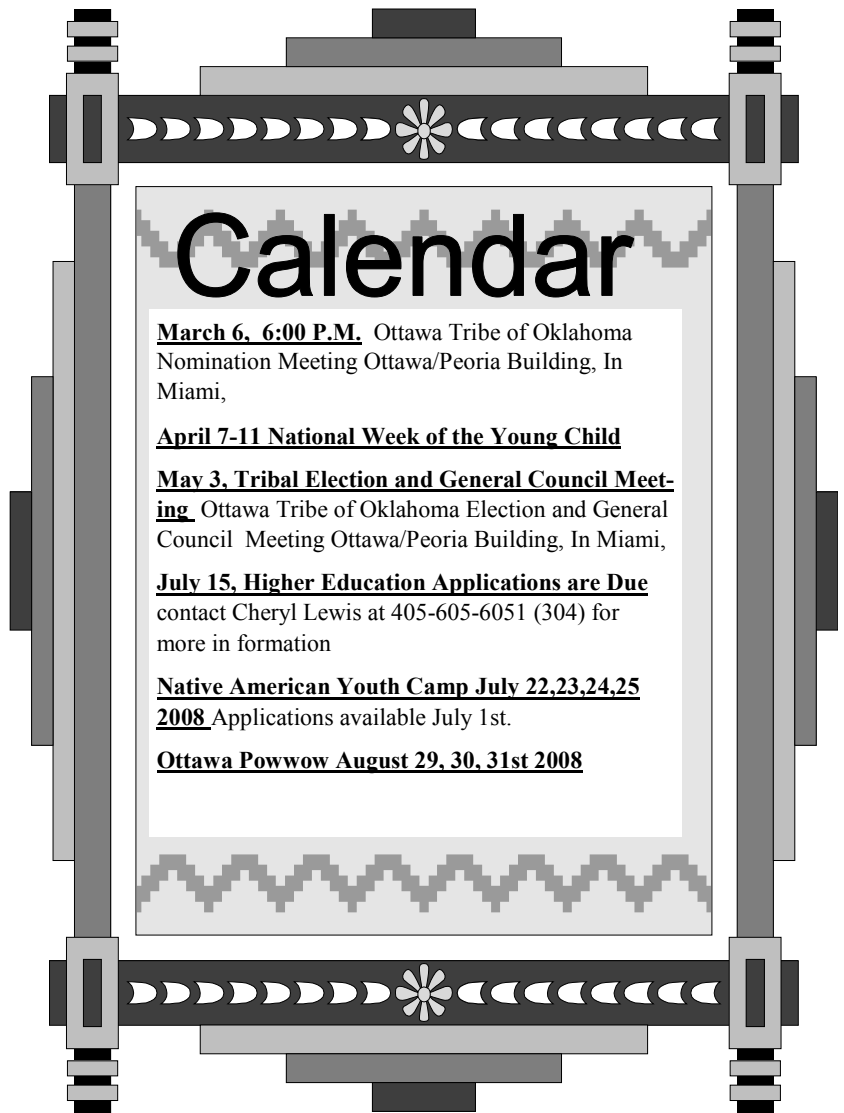 Calendar
March 6,  6:00 P.M.  Ottawa Tribe of Oklahoma
Nomination Meeting Ottawa/Peoria Building, In
Miami,
April 7-11 National Week of the Young Child
May 3, Tribal Election and General Council Meet-
ing  Ottawa Tribe of Oklahoma Election and General
Council  Meeting Ottawa/Peoria Building, In Miami,
July 15, Higher Education Applications are Due
contact Cheryl Lewis at 405-605-6051 (304) for
more in formation
Native American Youth Camp July 22,23,24,25
2008 Applications available July 1st.
Ottawa Powwow August 29, 30, 31st 2008